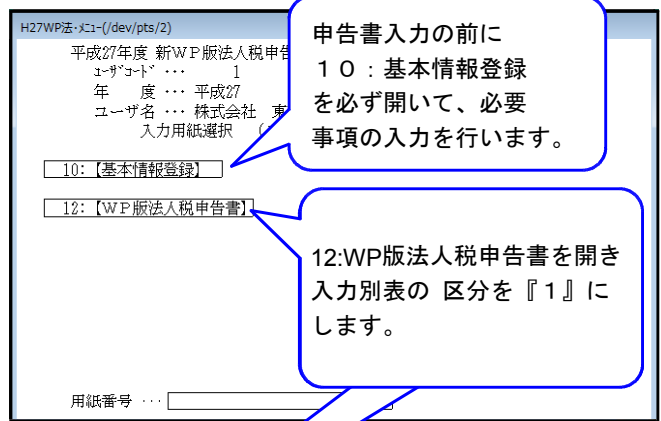 H27WP法・ﾒﾆｭｰ(/dev/pts/2)
平成27年度 新ＷＰ版法人税申告
ﾕｰｻﾞｺｰﾄﾞ ･･･ 1
年　度 ･･･ 平成27
ユーザ名 ･･･ 株式会社 東
入力用紙選択 (
10:【基本情報登録】
12:【ＷＰ版法人税申告書】
用紙番号 ･･･
申告書入力の前に
１０：基本情報登録
を必ず開いて、必要
事項の入力を行います。
12:WP版法人税申告書を開き
入力別表の 区分を『１』に
します。